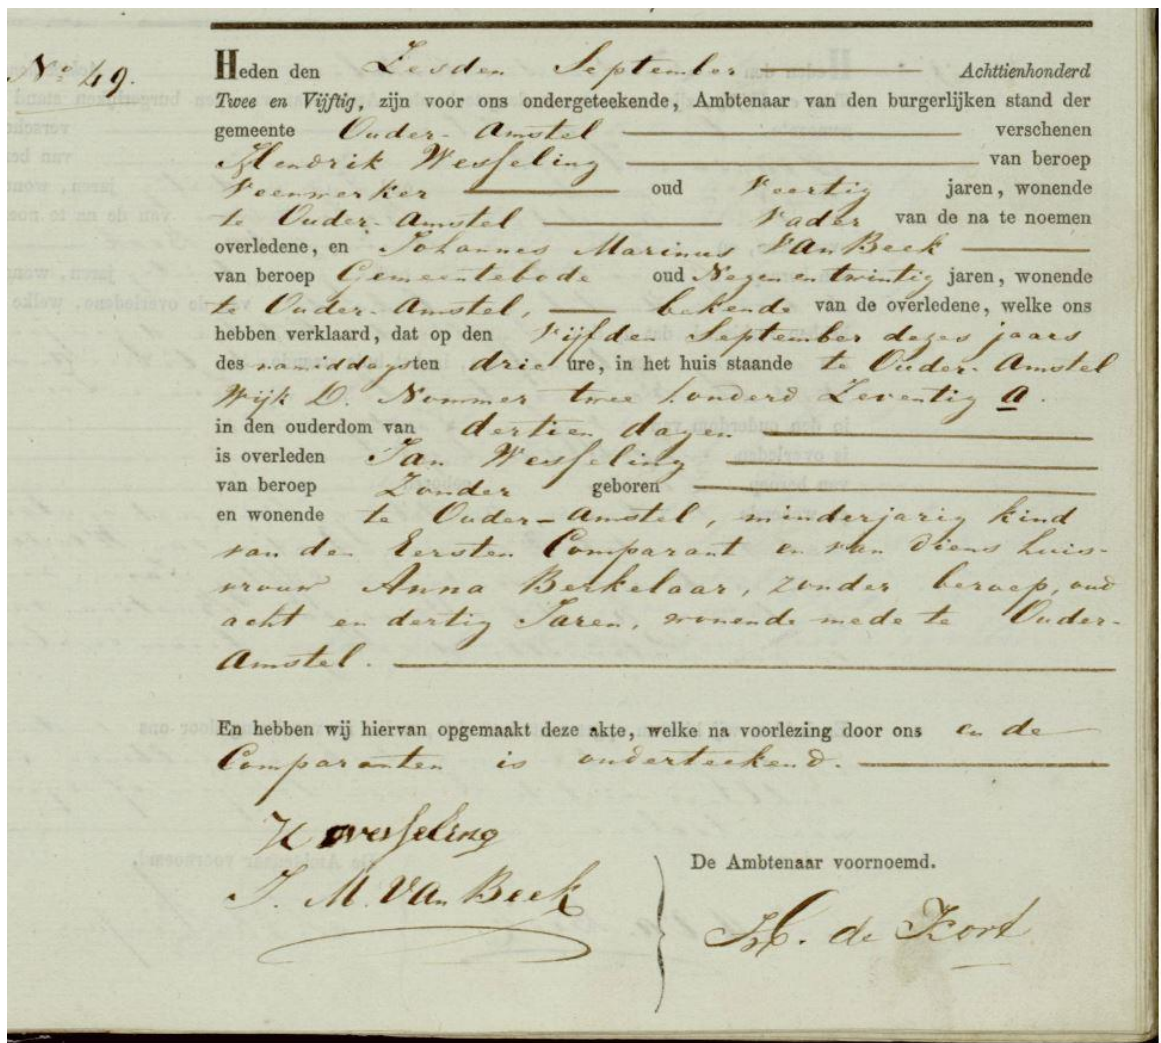 No 49.
Heden den Zesden September Achttienhonderd
Twee en Vijftig, zijn voor ons ondergeteekende, Ambtenaar van den burgerlijken stand der
gemeente Ouder-Amstel verschenen
Hendrik Wesseling van beroep
Veenwerker oud Veertig jaren, wonende
te Ouder-Amstel Vader van de na te noemen
overledene, en Johannes Marinus Van Beek
van beroep Gemeentebode oud Negenentwintig jaren, wonende
te Ouder-Amstel, bekende van de overledene, welke ons
hebben verklaard, dat op den Vijfden September dezes jaars
des namiddags ten drie ure, in het huis staande te Ouder-Amstel
Wijk D. Nommer twee honderd Zeventig a.
in den ouderdom van dertien dagen
is overleden Jan Wesseling
van beroep Zonder geboren
en wonende te Ouder-Amstel, minderjarig kind
van den Eersten Comparant en van diens huis-
vrouw Anna Berkelaar, zonder beroep, oud
acht en dertig Jaren, wonende mede te Ouder-
Amstel.
En hebben wij hiervan opgemaakt deze akte, welke na voorlezing door ons en de
Comparanten is onderteekend.
H Wesseling
J. M. Van Beek
De Ambtenaar voornoemd.
de Kort